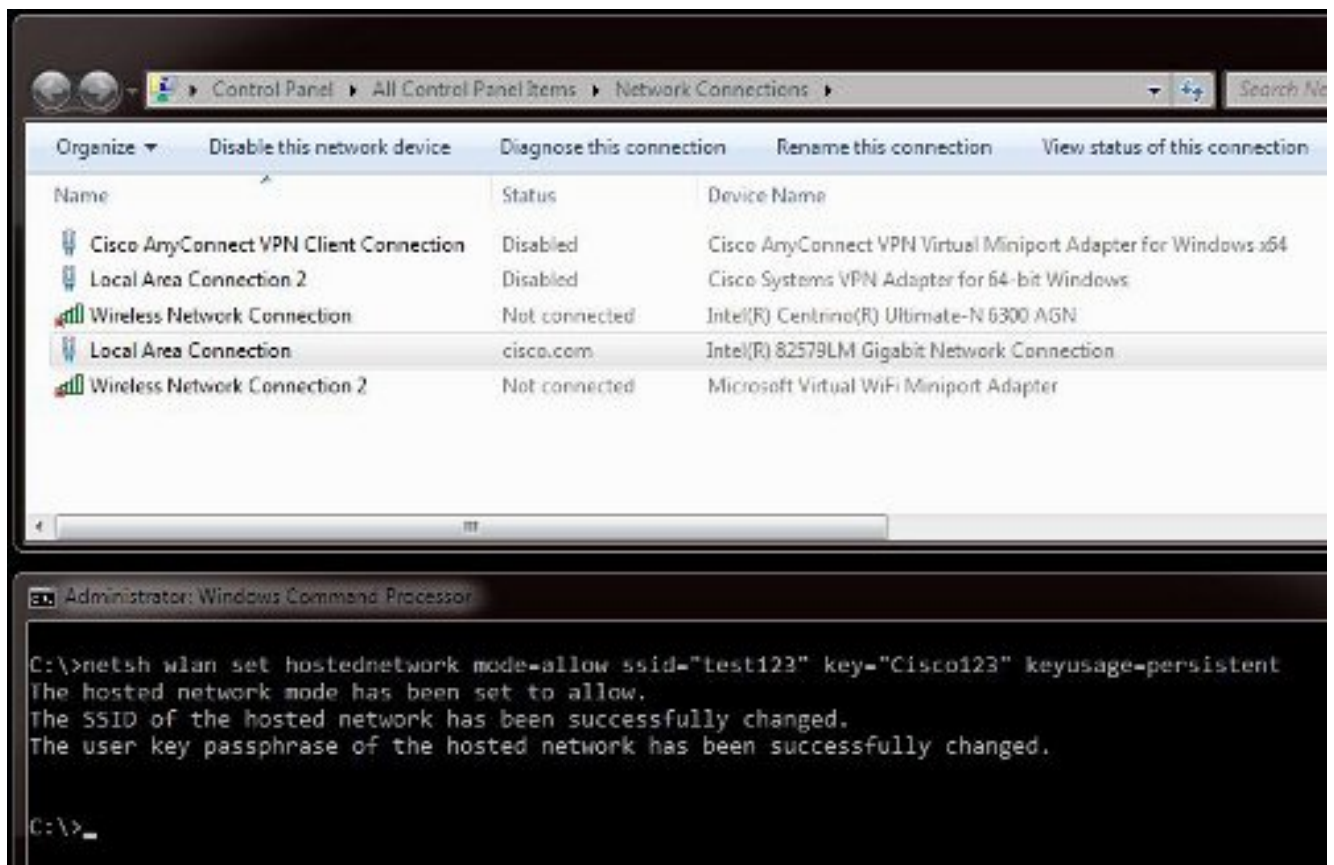 Control Panel ▸ All Control Panel Items ▸ Network Connections ▸
Search Ne
Organize ▾ Disable this network device Diagnose this connection Rename this connection View status of this connection
Name Status Device Name
Cisco AnyConnect VPN Client Connection Disabled Cisco AnyConnect VPN Virtual Miniport Adapter for Windows x64
Local Area Connection 2 Disabled Cisco Systems VPN Adapter for 64-bit Windows
Wireless Network Connection Not connected Intel(R) Centrino(R) Ultimate-N 6300 AGN
Local Area Connection cisco.com Intel(R) 82579LM Gigabit Network Connection
Wireless Network Connection 2 Not connected Microsoft Virtual WiFi Miniport Adapter
Administrator: Windows Command Processor
C:\>netsh wlan set hostednetwork mode=allow ssid="test123" key="Cisco123" keyusage=persistent
The hosted network mode has been set to allow.
The SSID of the hosted network has been successfully changed.
The user key passphrase of the hosted network has been successfully changed.
C:\>_